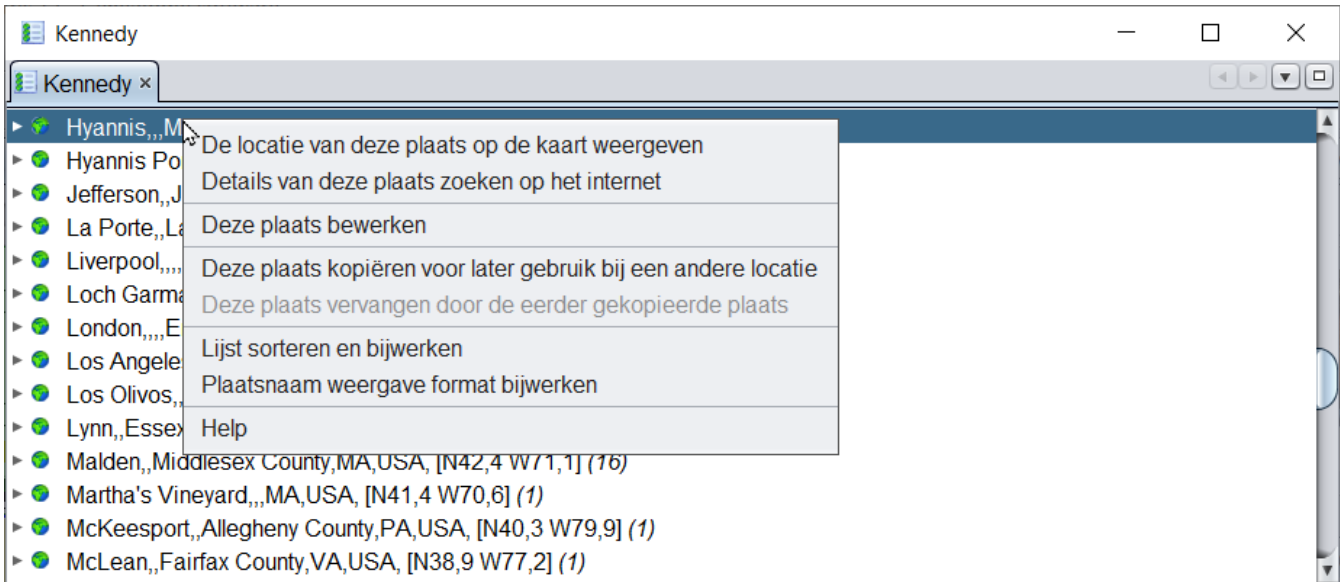 Kennedy
Kennedy
Hyannis,,,M
De locatie van deze plaats op de kaart weergeven
Hyannis Po
Details van deze plaats zoeken op het internet
Jefferson,,J
Deze plaats bewerken
La Porte,,La
Liverpool,,,,
Deze plaats kopiëren voor later gebruik bij een andere locatie
Loch Garma
Deze plaats vervangen door de eerder gekopieerde plaats
London,,,,E
Lijst sorteren en bijwerken
Los Angele
Plaatsnaam weergave format bijwerken
Los Olivos,,
Lynn,,Essex
Help
Malden,,Middlesex County,MA,USA, [N42,4 W71,1] (16)
Martha's Vineyard,,,MA,USA, [N41,4 W70,6] (1)
McKeesport,,Allegheny County,PA,USA, [N40,3 W79,9] (1)
McLean,,Fairfax County,VA,USA, [N38,9 W77,2] (1)